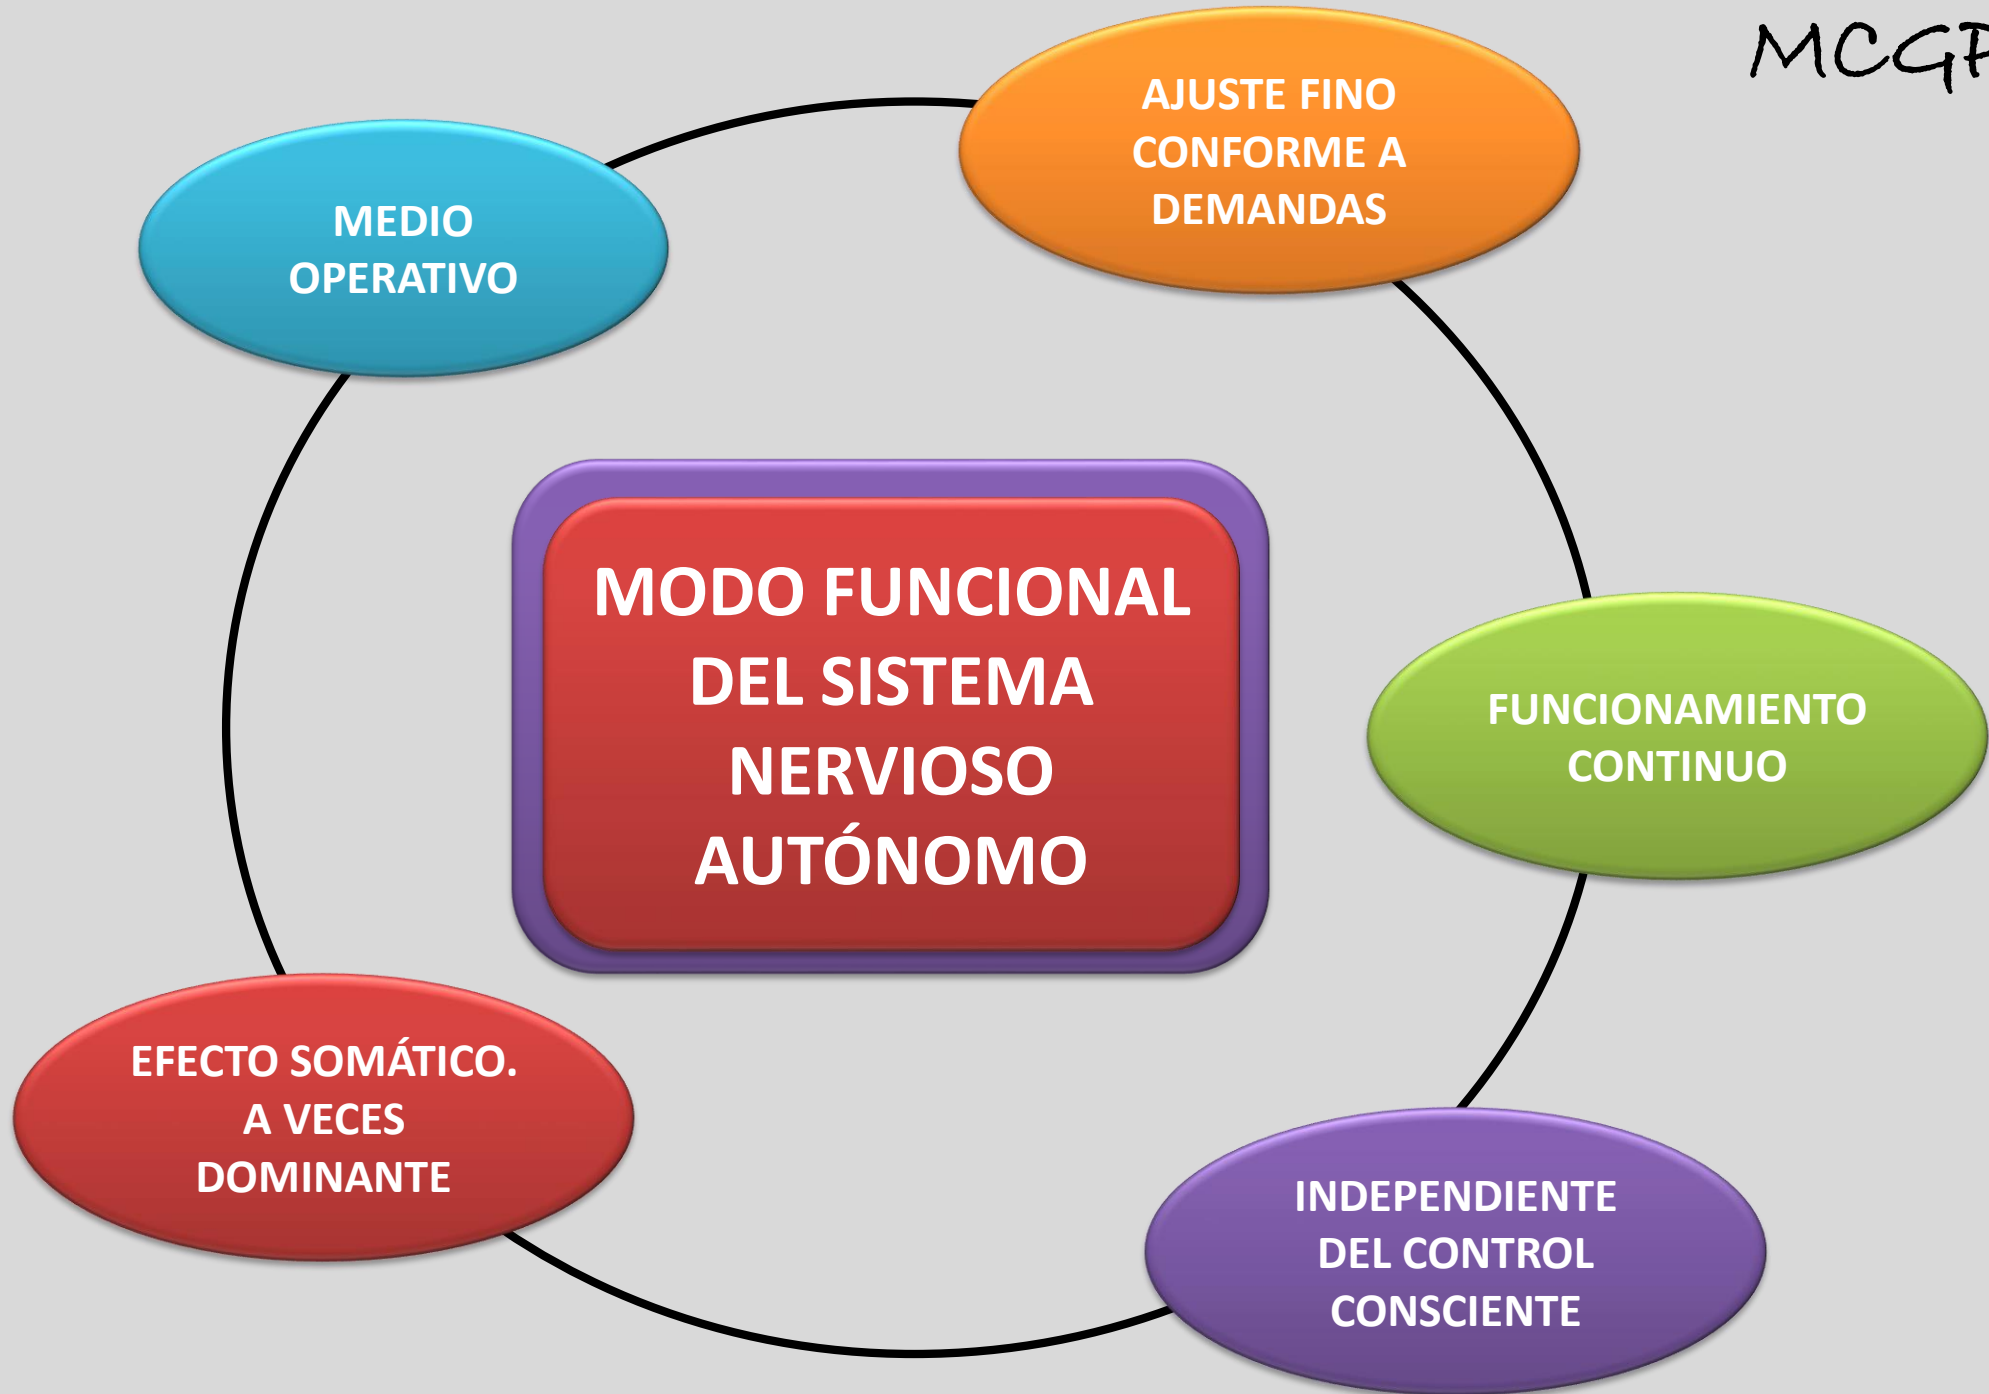 MCGP
AJUSTE FINO
CONFORME A
DEMANDAS
MEDIO
OPERATIVO
MODO FUNCIONAL
DEL SISTEMA
NERVIOSO
AUTÓNOMO
FUNCIONAMIENTO
CONTINUO
EFECTO SOMÁTICO.
A VECES
DOMINANTE
INDEPENDIENTE
DEL CONTROL
CONSCIENTE